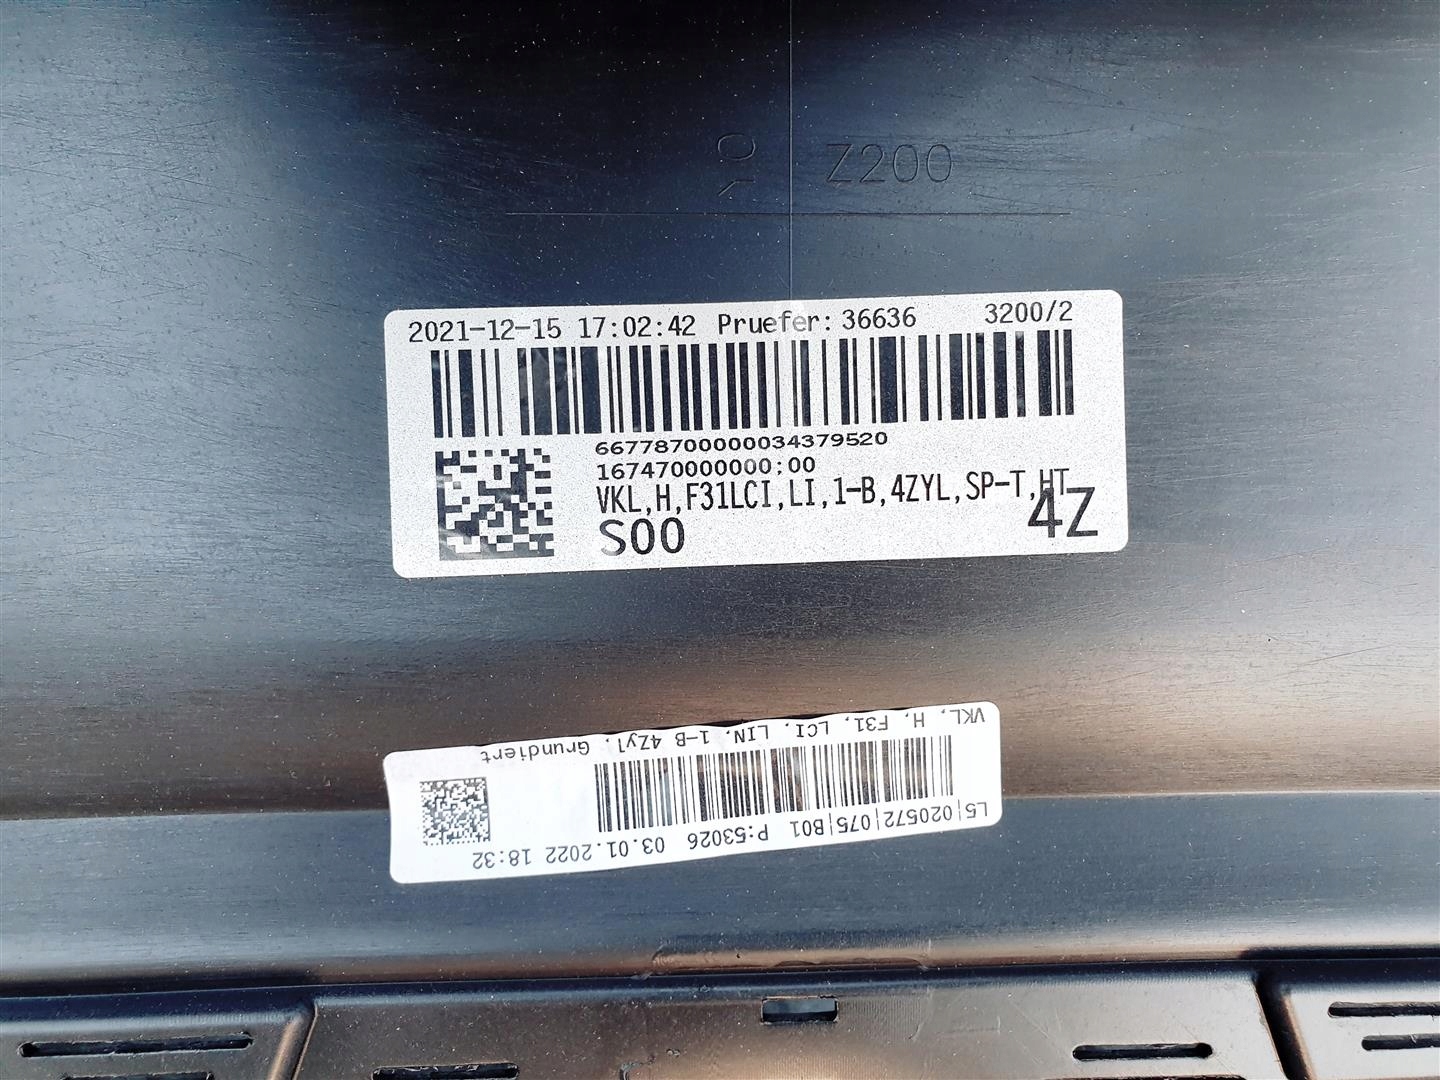 Z200
2021-12-15 17:02:42 Pruefer: 36636 3200/2
66778700000034379520
167470000000;00
VKL,H,F31LCI,LI,1-B,4ZYL,SP-T,HT
S00 4Z
L5|020572|075|B01 P:53026 03.01.2022 18:32
VKL, H, F31, LCI, LIN, 1-B 4Zyl. Grundiert